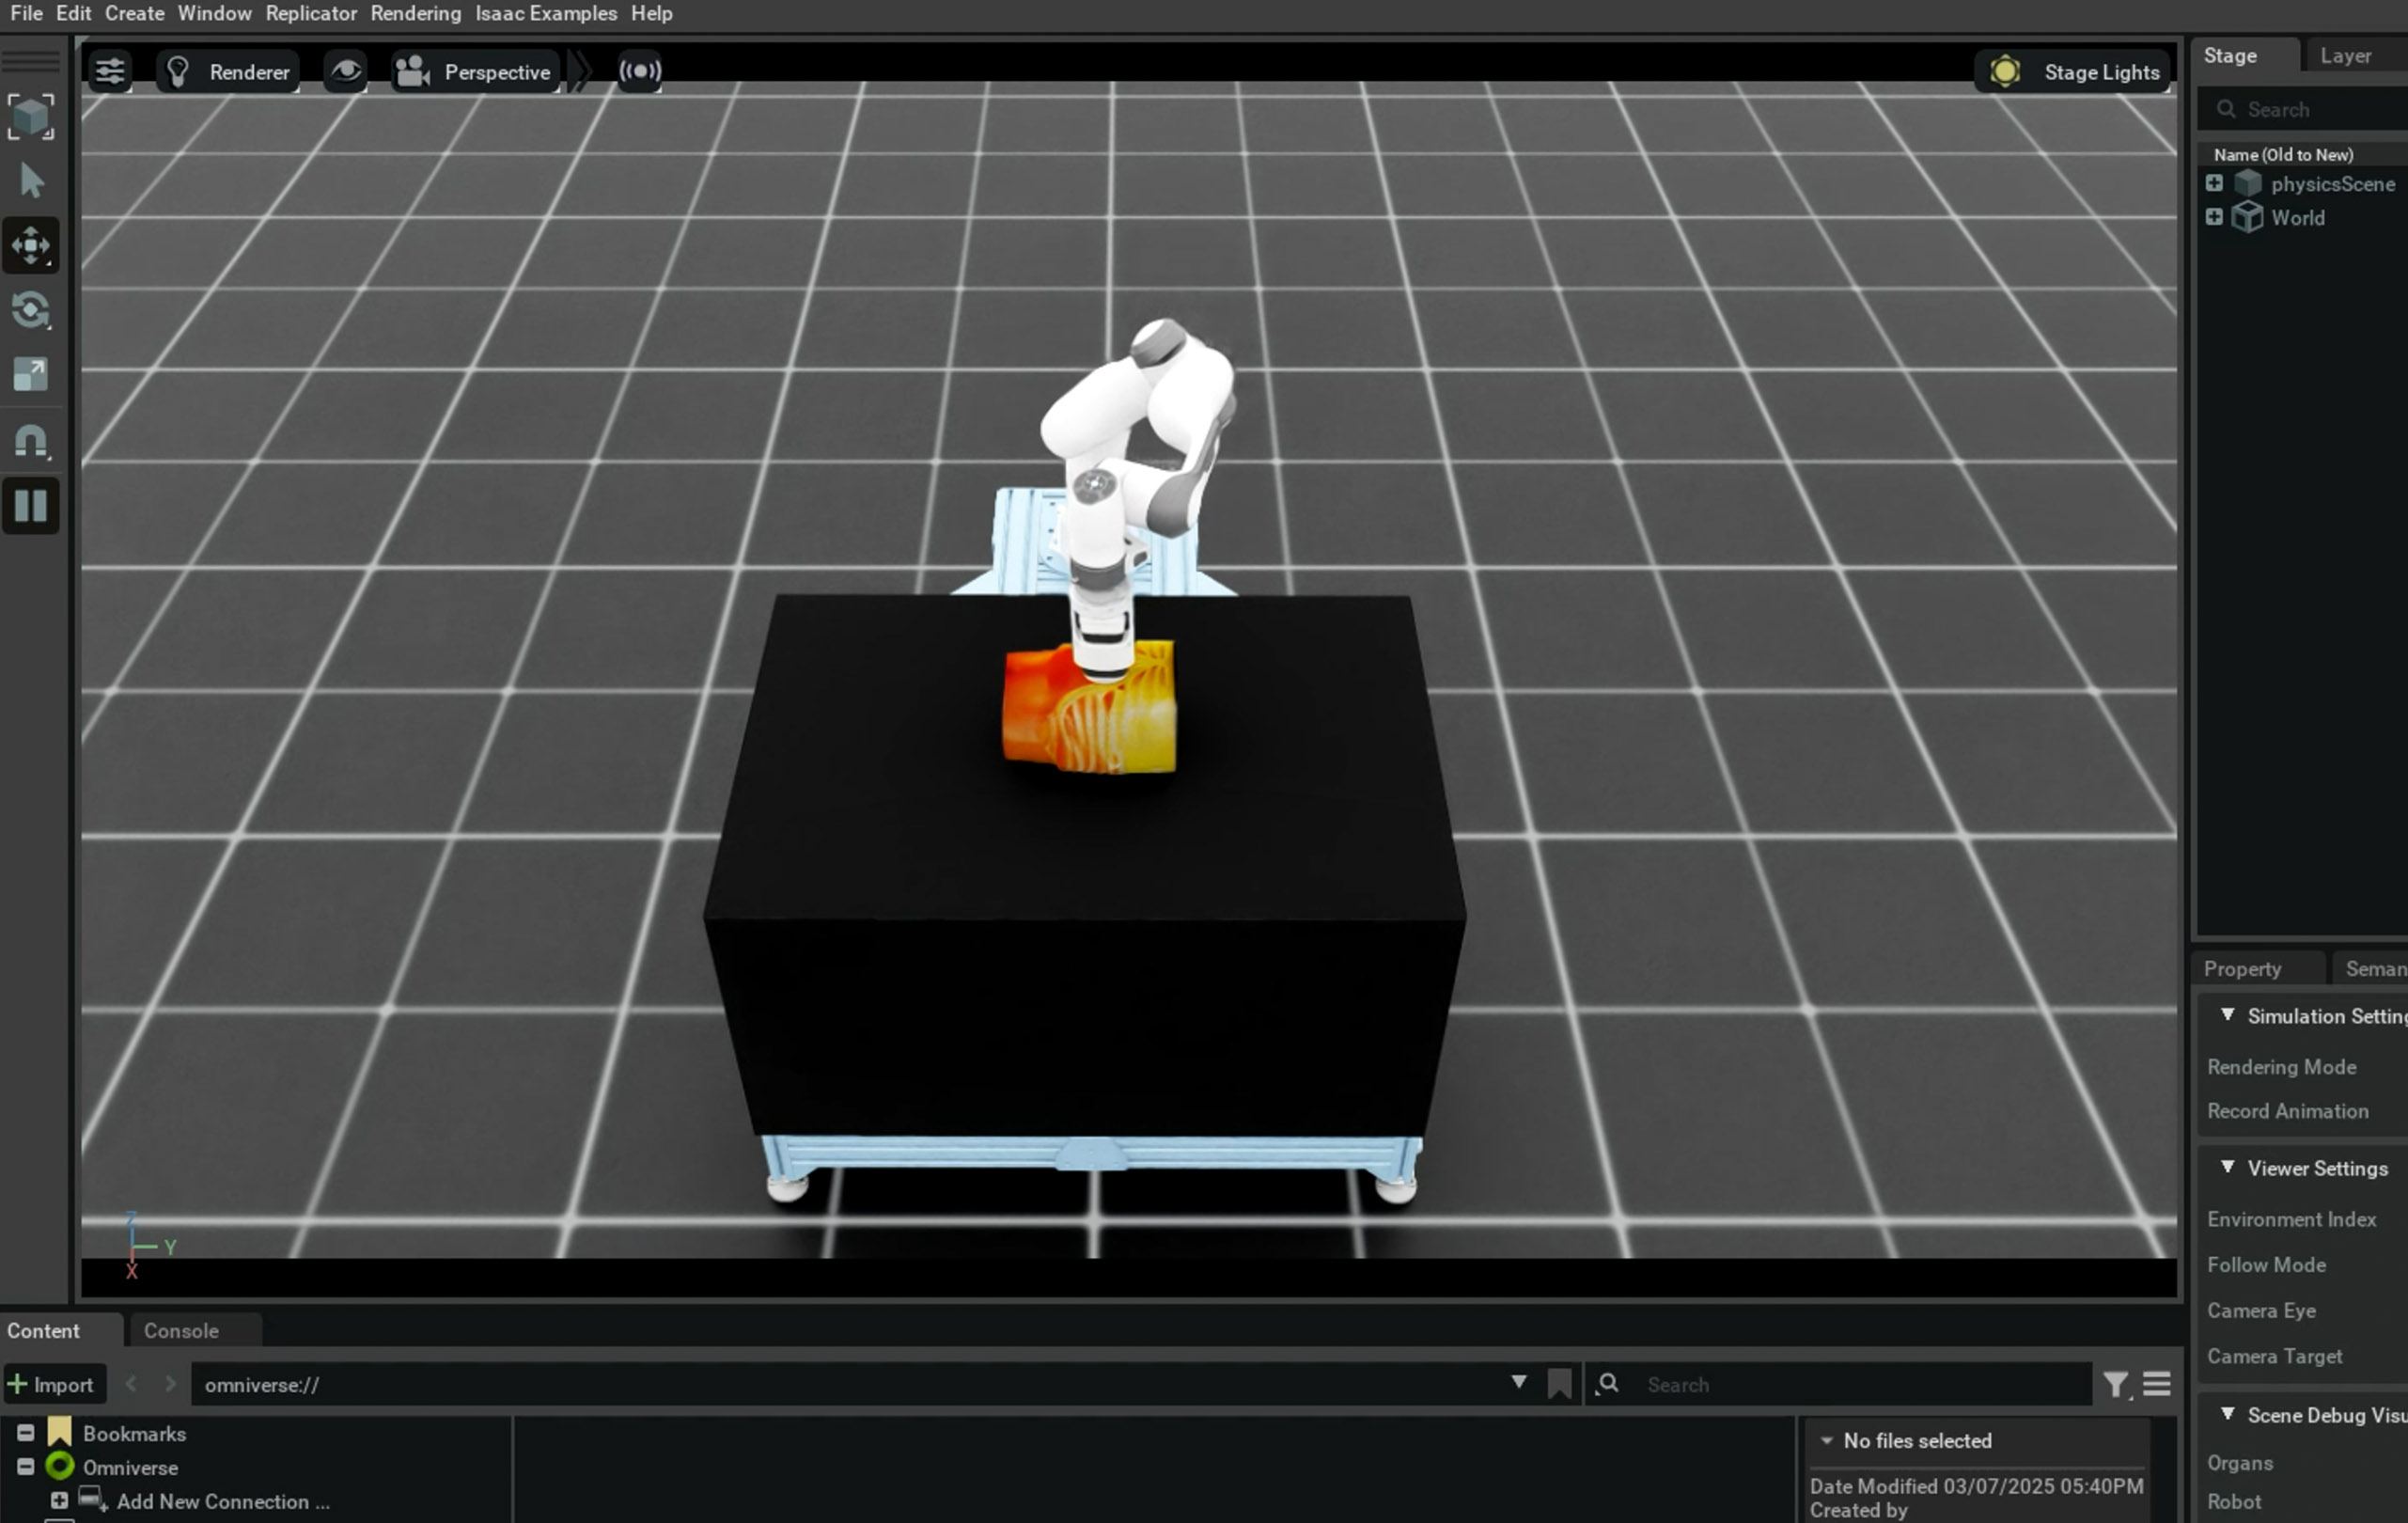 File Edit Create Window Replicator Rendering Isaac Examples Help
Renderer Perspective Stage Lights
Stage Layer
Search
Name (Old to New)
physicsScene
World
Z
Y
X
Property Seman
Simulation Setting
Rendering Mode
Record Animation
Viewer Settings
Environment Index
Follow Mode
Camera Eye
Camera Target
Scene Debug Visu
Organs
Robot
Content Console
Import omniverse:// Search
Bookmarks
Omniverse
Add New Connection ...
No files selected
Date Modified 03/07/2025 05:40PM
Created by